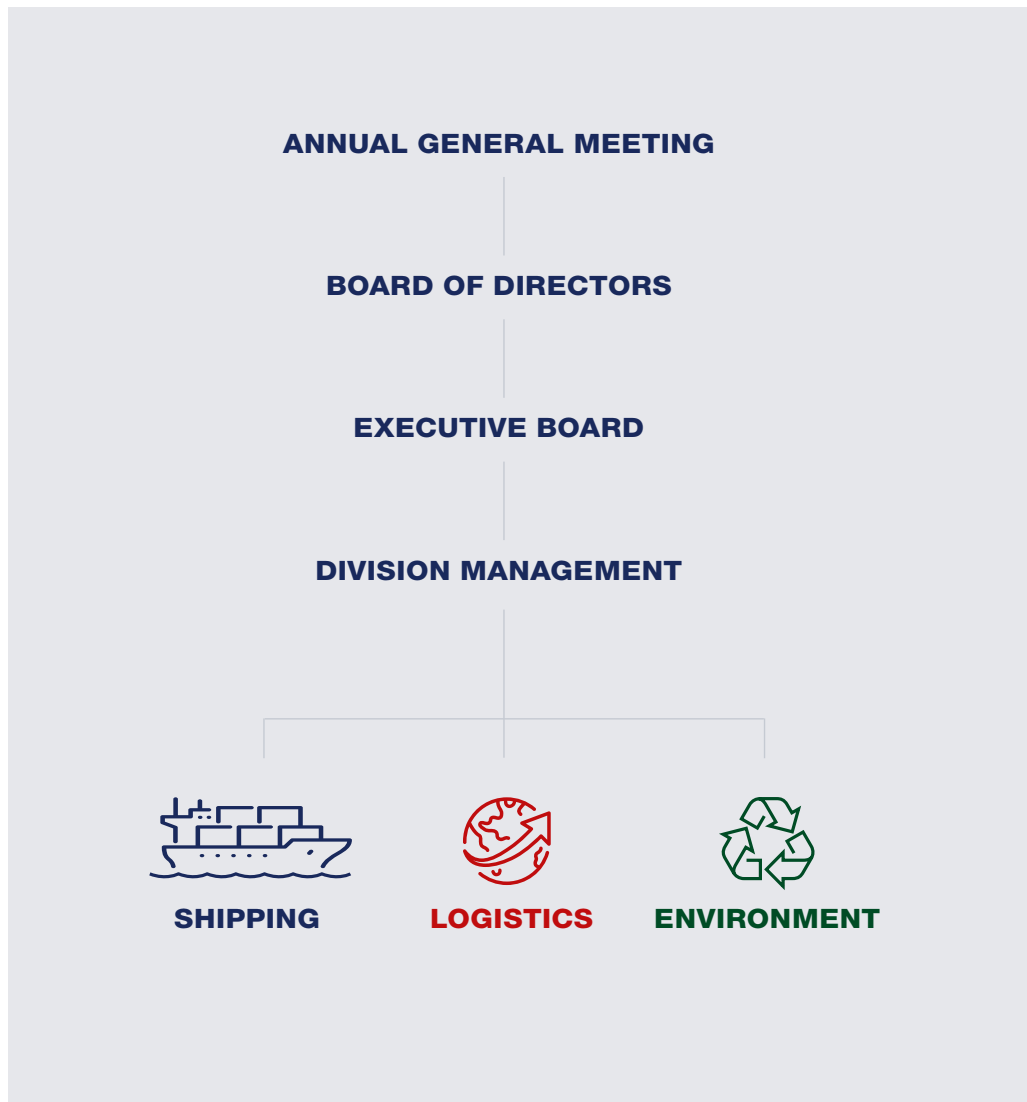 ANNUAL GENERAL MEETING
BOARD OF DIRECTORS
EXECUTIVE BOARD
DIVISION MANAGEMENT
SHIPPING
LOGISTICS
ENVIRONMENT